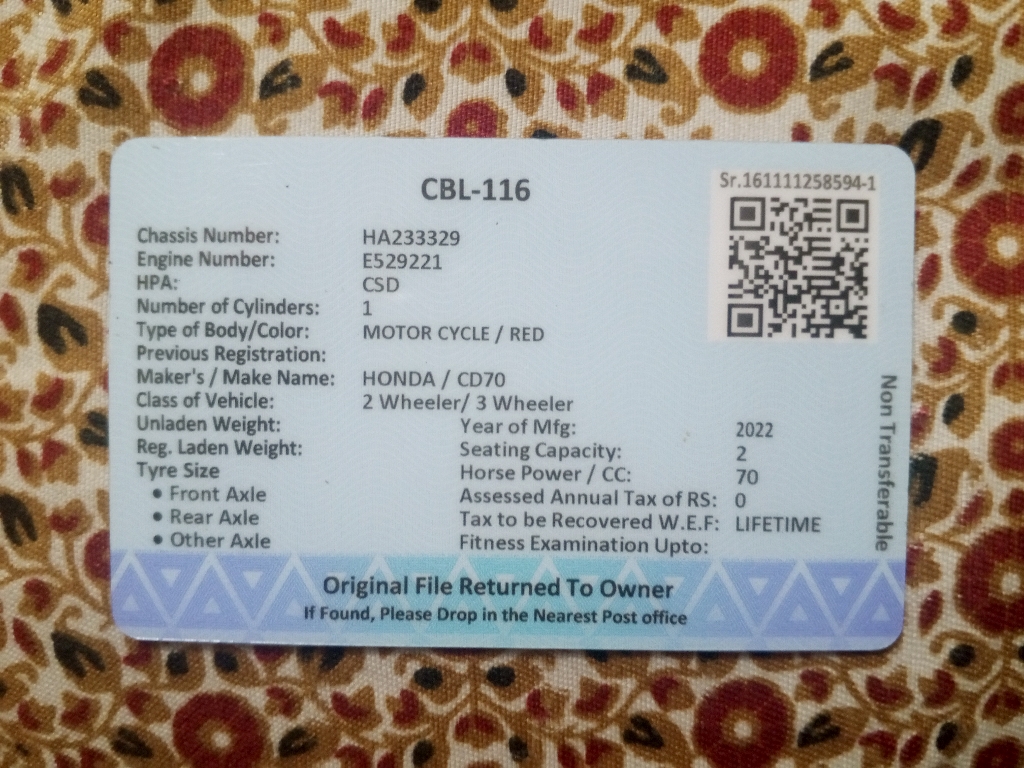 CBL-116
Sr.161111258594-1
Chassis Number: HA233329
Engine Number: E529221
HPA: CSD
Number of Cylinders: 1
Type of Body/Color: MOTOR CYCLE / RED
Previous Registration:
Maker's / Make Name: HONDA / CD70
Class of Vehicle: 2 Wheeler/ 3 Wheeler
Unladen Weight: Year of Mfg: 2022
Reg. Laden Weight: Seating Capacity: 2
Tyre Size Horse Power / CC: 70
• Front Axle Assessed Annual Tax of RS: 0
• Rear Axle Tax to be Recovered W.E.F: LIFETIME
• Other Axle Fitness Examination Upto:
Non Transferable
Original File Returned To Owner
If Found, Please Drop in the Nearest Post office